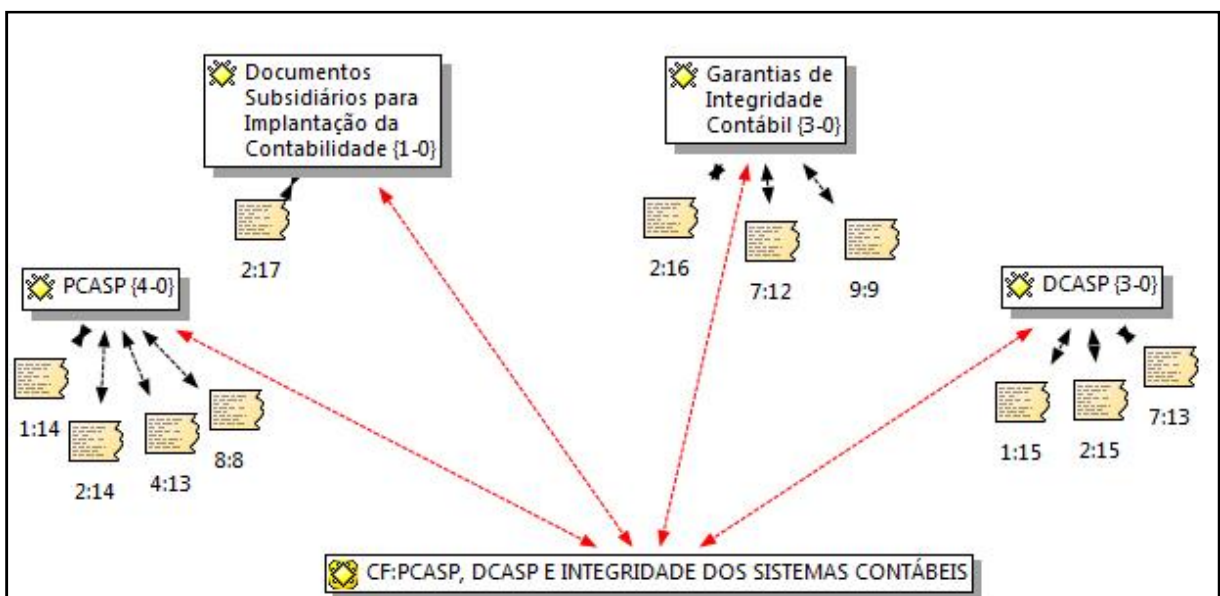 Documentos
Subsidiários para
Implantação da
Contabilidade {1-0}
Garantias de
Integridade
Contábil {3-0}
2:17
2:16
7:12
9:9
PCASP {4-0}
DCASP {3-0}
1:14
2:14
4:13
8:8
1:15
2:15
7:13
CF:PCASP, DCASP E INTEGRIDADE DOS SISTEMAS CONTÁBEIS